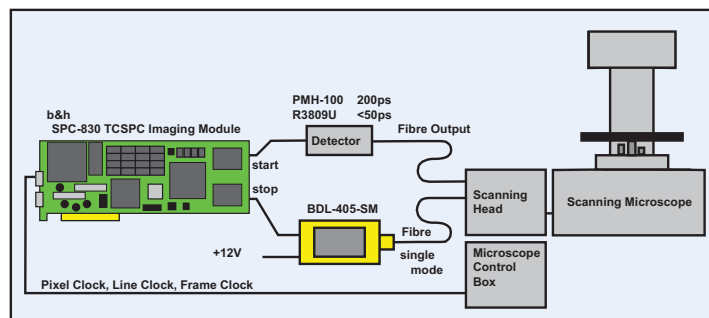 b&h
SPC-830 TCSPC Imaging Module
PMH-100 200ps
R3809U <50ps
Detector
Fibre Output
start
stop
BDL-405-SM
+12V
Fibre
single
mode
Scanning
Head
Scanning Microscope
Microscope
Control
Box
Pixel Clock, Line Clock, Frame Clock